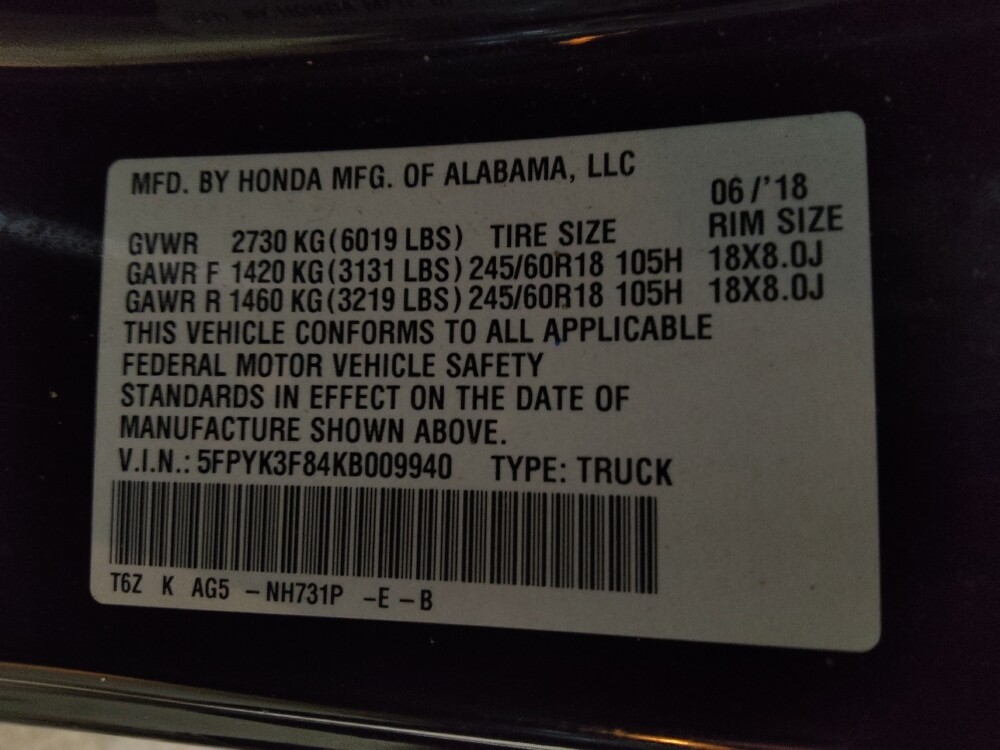 MFD. BY HONDA MFG. OF ALABAMA, LLC
06/'18
GVWR 2730 KG (6019 LBS) TIRE SIZE RIM SIZE
GAWR F 1420 KG (3131 LBS) 245/60R18 105H 18X8.0J
GAWR R 1460 KG (3219 LBS) 245/60R18 105H 18X8.0J
THIS VEHICLE CONFORMS TO ALL APPLICABLE
FEDERAL MOTOR VEHICLE SAFETY
STANDARDS IN EFFECT ON THE DATE OF
MANUFACTURE SHOWN ABOVE.
V.I.N.: 5FPYK3F84KB009940 TYPE: TRUCK
T6Z K AG5 – NH731P –E – B